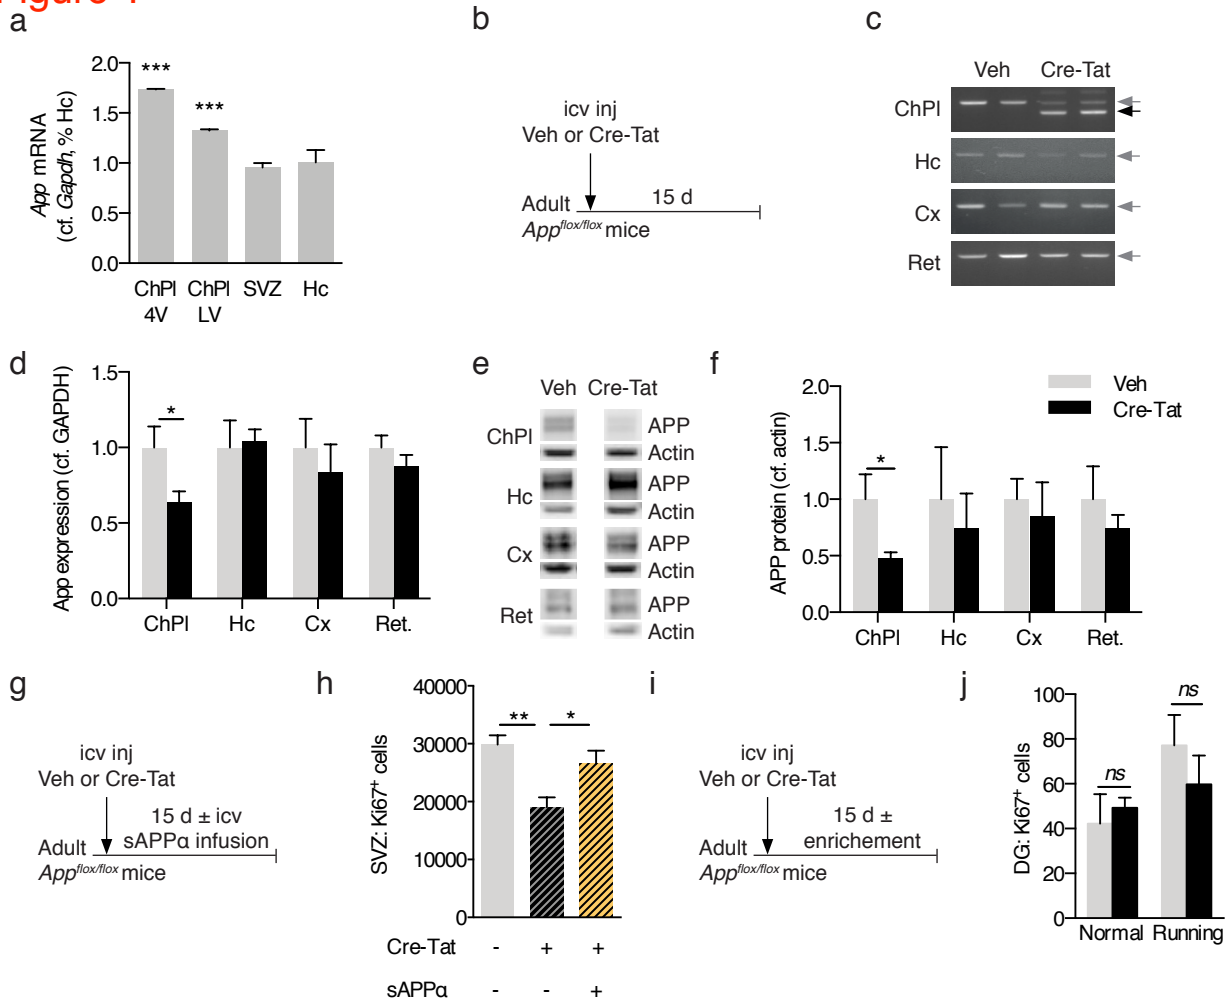 Figure 1
a
App mRNA
(cf. Gapdh, % Hc)
2.0
1.5
1.0
0.5
0.0
***
***
ChPl
4V
ChPl
LV
SVZ
Hc
b
icv inj
Veh or Cre-Tat
Adult
15 d
App^flox/flox mice
c
Veh Cre-Tat
ChPl
Hc
Cx
Ret
d
App expression (cf. GAPDH)
1.5
1.0
0.5
0.0
*
ChPl Hc Cx Ret.
e
Veh Cre-Tat
ChPl
APP
Actin
Hc
APP
Actin
Cx
APP
Actin
Ret
APP
Actin
f
APP protein (cf. actin)
2.0
1.5
1.0
0.5
0.0
*
Veh
Cre-Tat
ChPl Hc Cx Ret.
g
icv inj
Veh or Cre-Tat
15 d ± icv
sAPPα infusion
Adult
App^flox/flox mice
h
SVZ: Ki67+ cells
40000
30000
20000
10000
0
** *
Cre-Tat - + +
sAPPα - - +
i
icv inj
Veh or Cre-Tat
15 d ±
enrichement
Adult
App^flox/flox mice
j
DG: Ki67+ cells
100
80
60
40
20
0
ns
ns
Normal Running